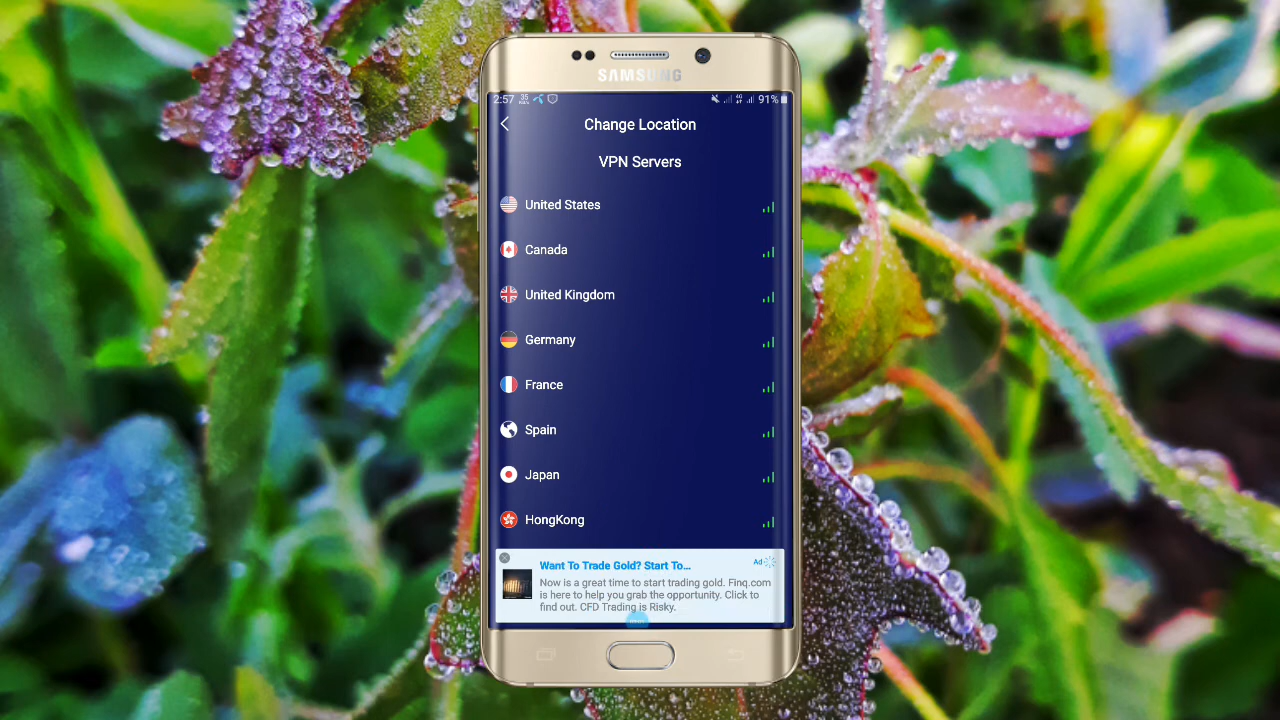 SAMSUNG
2:57 35 91%
Change Location
VPN Servers
United States
Canada
United Kingdom
Germany
France
Spain
Japan
HongKong
Want To Trade Gold? Start To...
Ad
Now is a great time to start trading gold. Finq.com
is here to help you grab the opportunity. Click to
find out. CFD Trading is Risky.